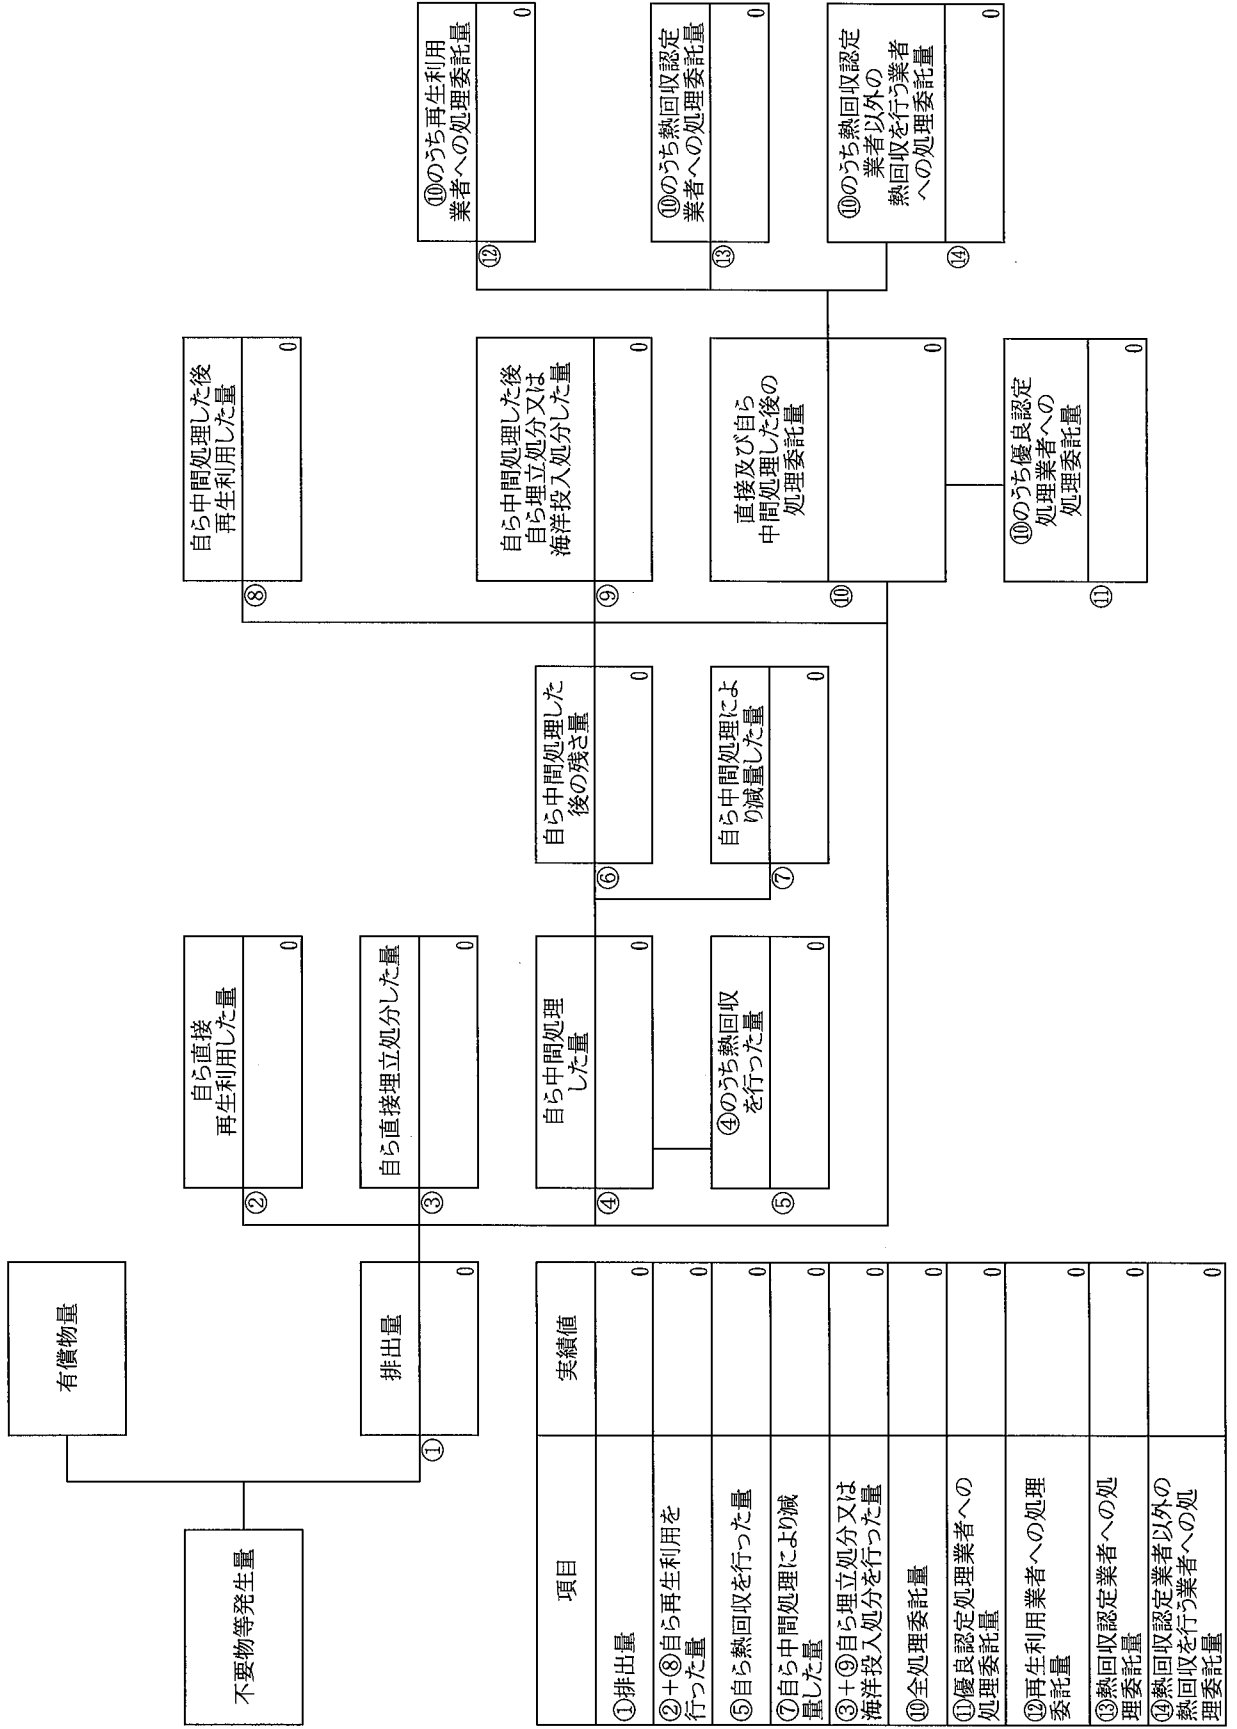 不要物等発生量
有償物量
①
排出量
0
②
自ら直接
再生利用した量
0
③
自ら直接埋立処分した量
0
④
自ら中間処理
した量
0
⑤
④のうち熱回収
を行った量
0
⑥
自ら中間処理した
後の残さ量
0
⑦
自ら中間処理によ
り減量した量
0
⑧
自ら中間処理した後
再生利用した量
0
⑨
自ら中間処理した後
自ら埋立処分又は
海洋投入処分した量
0
⑩
直接及び自ら
中間処理した後の
処理委託量
0
⑪
⑩のうち優良認定
処理業者への
処理委託量
0
⑫
⑩のうち再生利用
業者への処理委託量
0
⑬
⑩のうち熱回収認定
業者への処理委託量
0
⑭
⑩のうち熱回収認定
業者以外の
熱回収を行う業者
への処理委託量
0
項目 実績値
①排出量 0
②+⑧自ら再生利用を
行った量 0
⑤自ら熱回収を行った量 0
⑦自ら中間処理により減
量した量 0
③+⑨自ら埋立処分又は
海洋投入処分を行った量 0
⑩全処理委託量 0
⑪優良認定処理業者への
処理委託量 0
⑫再生利用業者への処理
委託量 0
⑬熱回収認定業者への処
理委託量 0
⑭熱回収認定業者以外の
熱回収を行う業者への処
理委託量 0